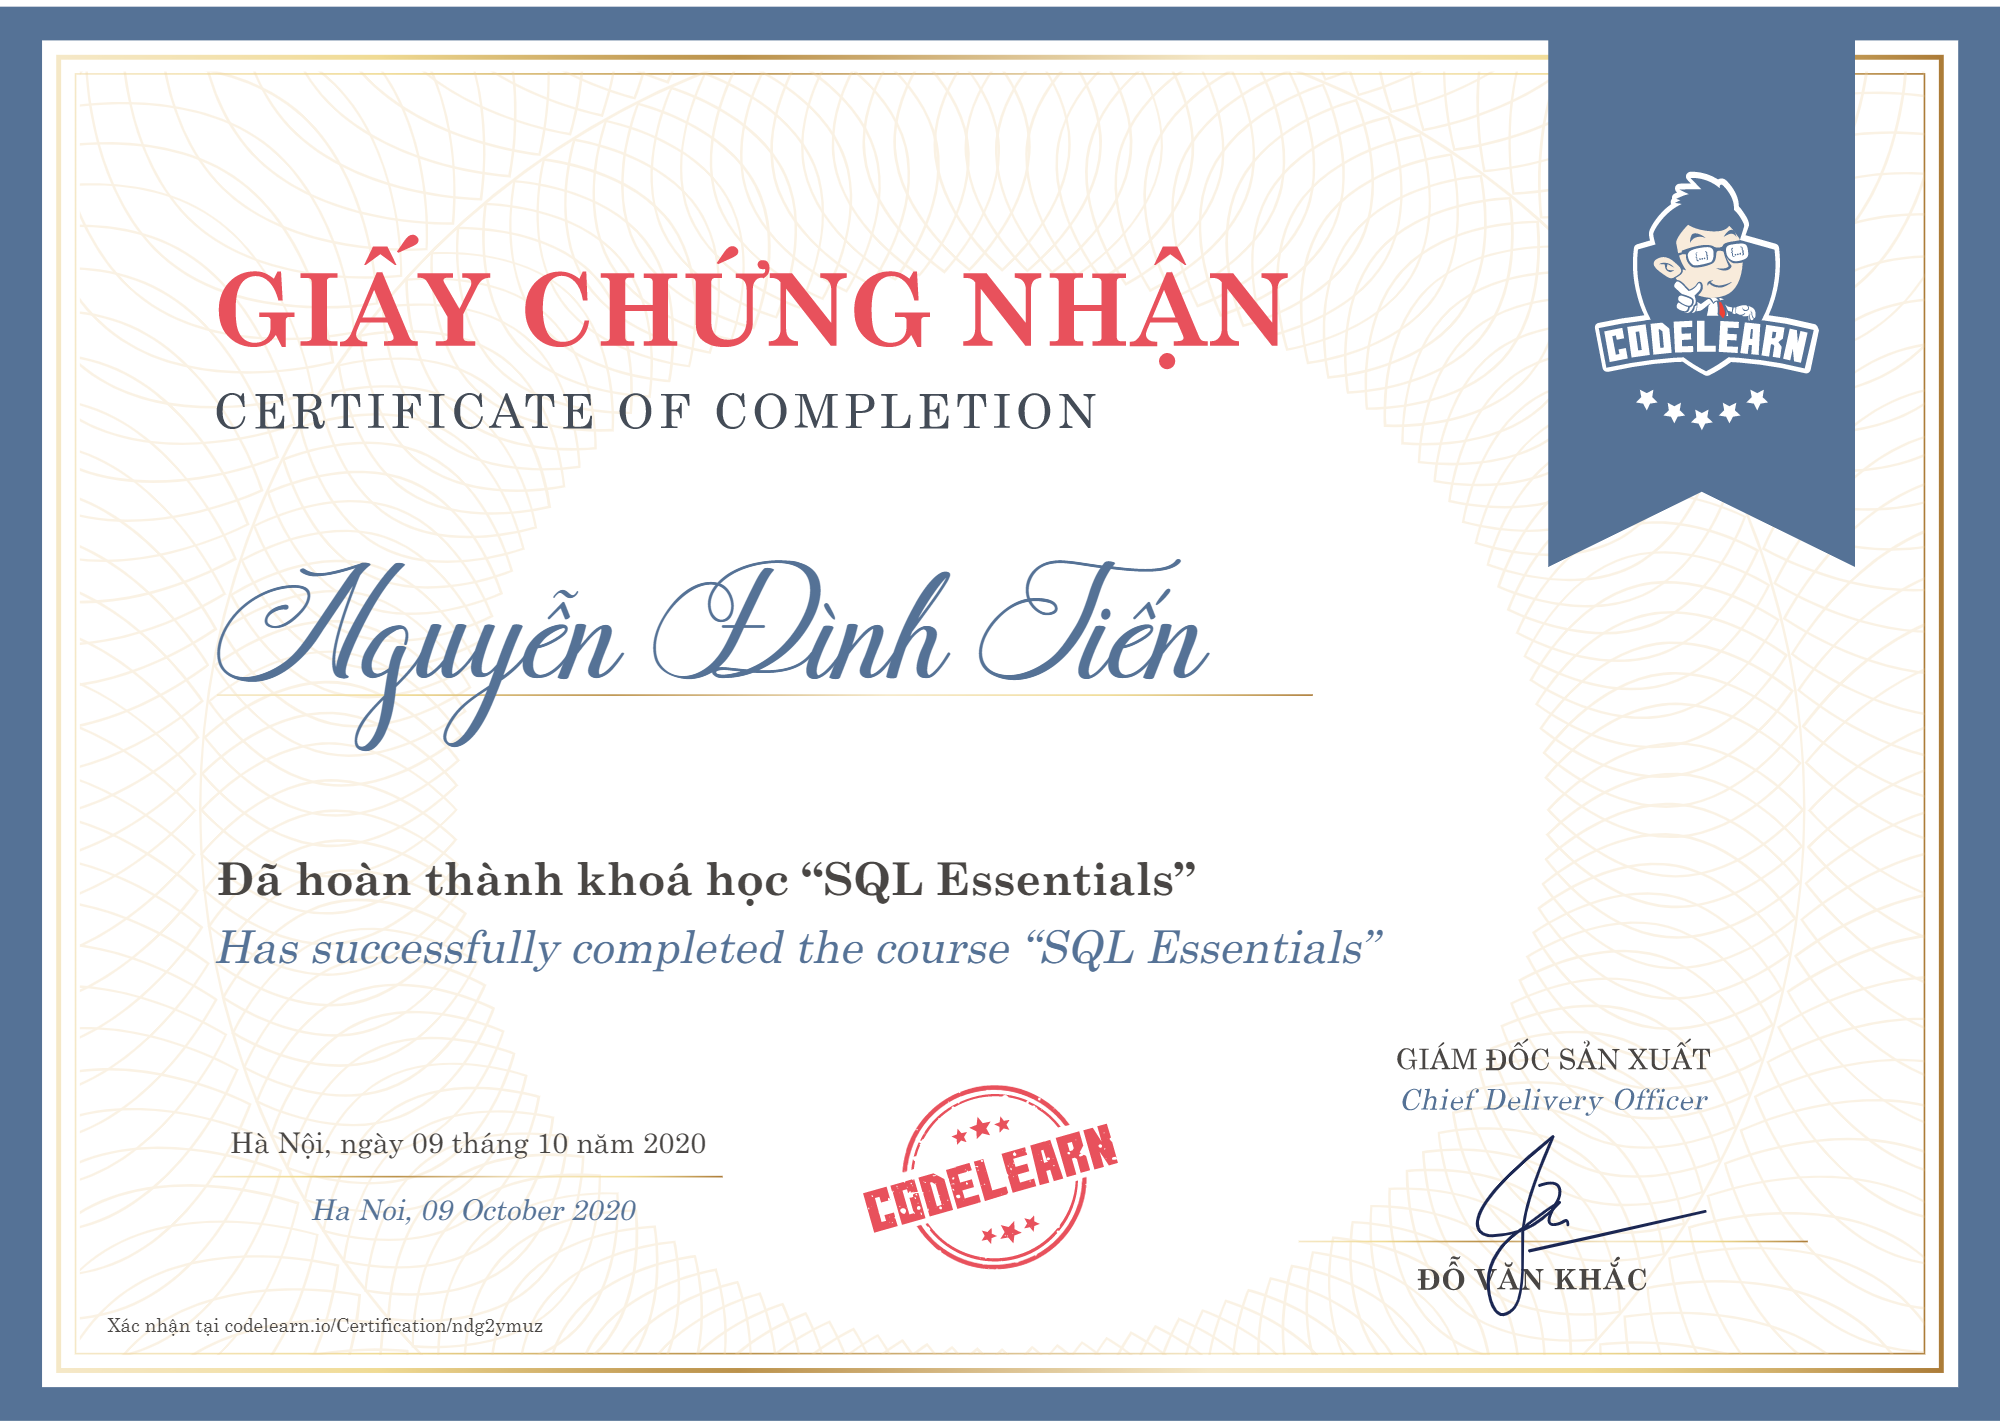 GIẤY CHỨNG NHẬN
CERTIFICATE OF COMPLETION
{...} {...}
CODELEARN
Nguyễn Đình Tiến
Đã hoàn thành khoá học “SQL Essentials”
Has successfully completed the course “SQL Essentials”
GIÁM ĐỐC SẢN XUẤT
Chief Delivery Officer
Hà Nội, ngày 09 tháng 10 năm 2020
Ha Noi, 09 October 2020
CODELEARN
ĐỖ VĂN KHẮC
Xác nhận tại codelearn.io/Certification/ndg2ymuz